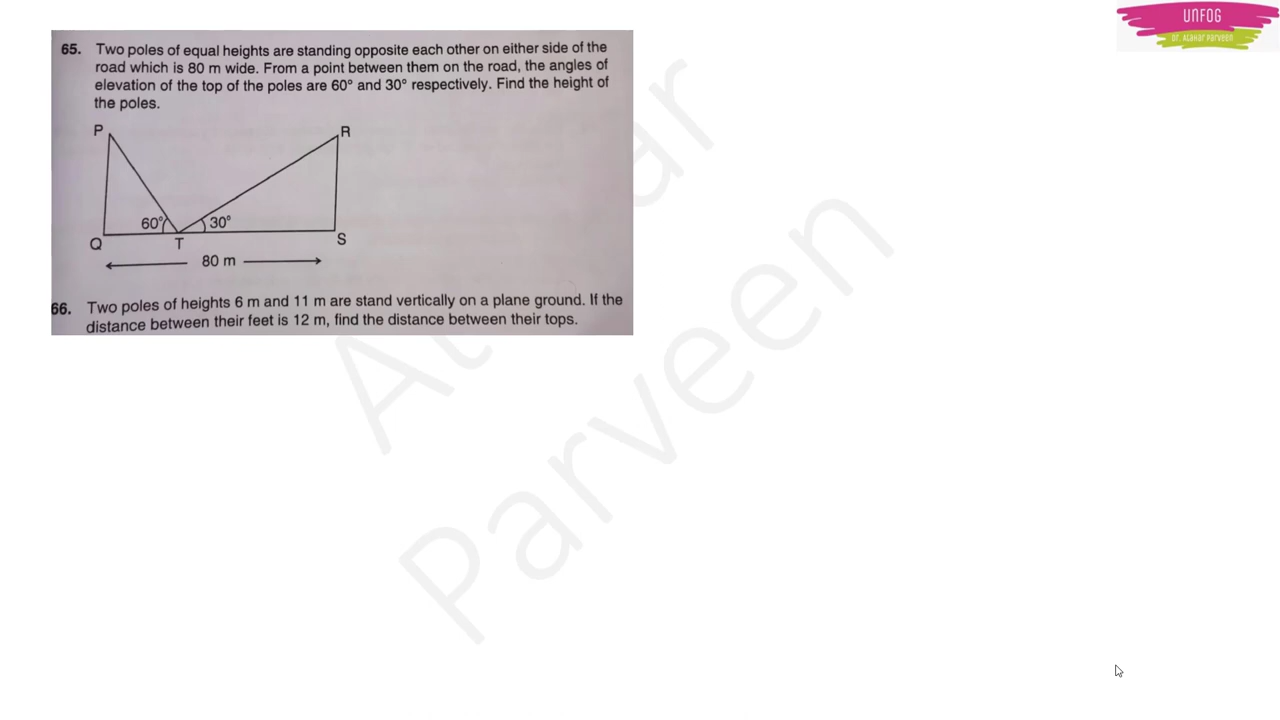 UNFOG
Dr. Atahar Parveen
65. Two poles of equal heights are standing opposite each other on either side of the
road which is 80 m wide. From a point between them on the road, the angles of
elevation of the top of the poles are 60° and 30° respectively. Find the height of
the poles.
P
R
60°
30°
Q
T
S
80 m
66. Two poles of heights 6 m and 11 m are stand vertically on a plane ground. If the
distance between their feet is 12 m, find the distance between their tops.
Parveen